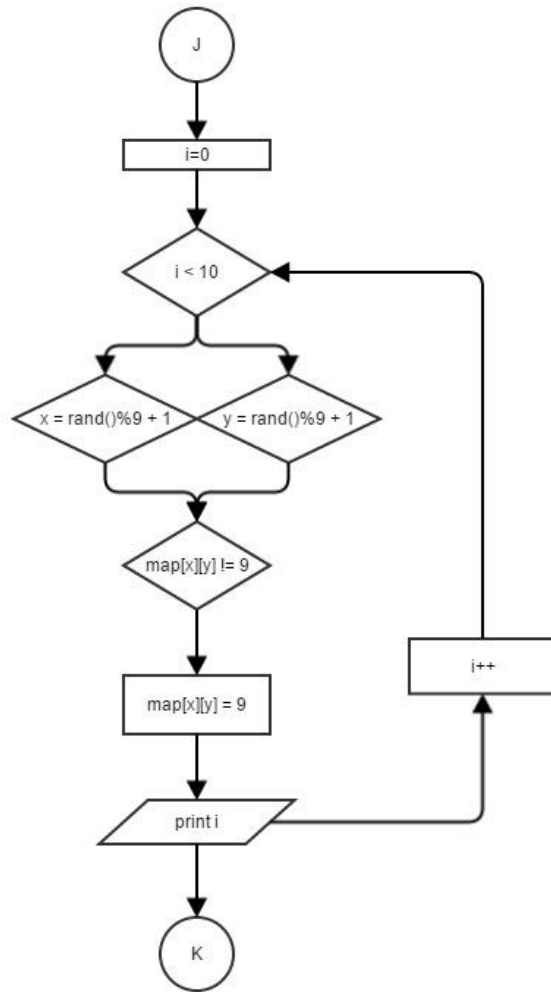 J
i=0
i < 10
x = rand()%9 + 1
y = rand()%9 + 1
map[x][y] != 9
i++
map[x][y] = 9
print i
K